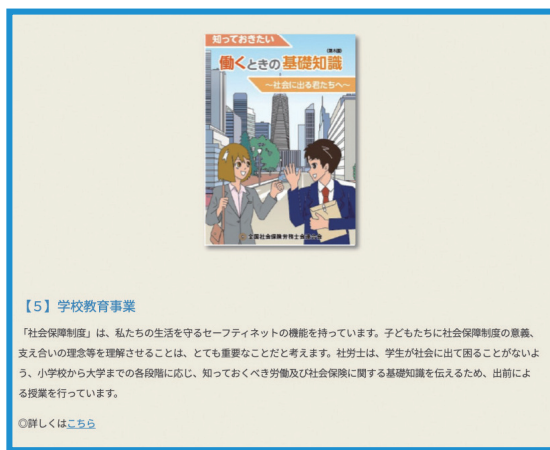 知っておきたい
(第6版)
働くときの基礎知識
～社会に出る君たちへ～
全国社会保険労務士会連合会
【５】学校教育事業
「社会保障制度」は、私たちの生活を守るセーフティネットの機能を持っています。子どもたちに社会保障制度の意義、
支え合いの理念等を理解させることは、とても重要なことだと考えます。社労士は、学生が社会に出て困ることがないよ
う、小学校から大学までの各段階に応じ、知っておくべき労働及び社会保険に関する基礎知識を伝えるため、出前によ
る授業を行っています。
◎詳しくはこちら